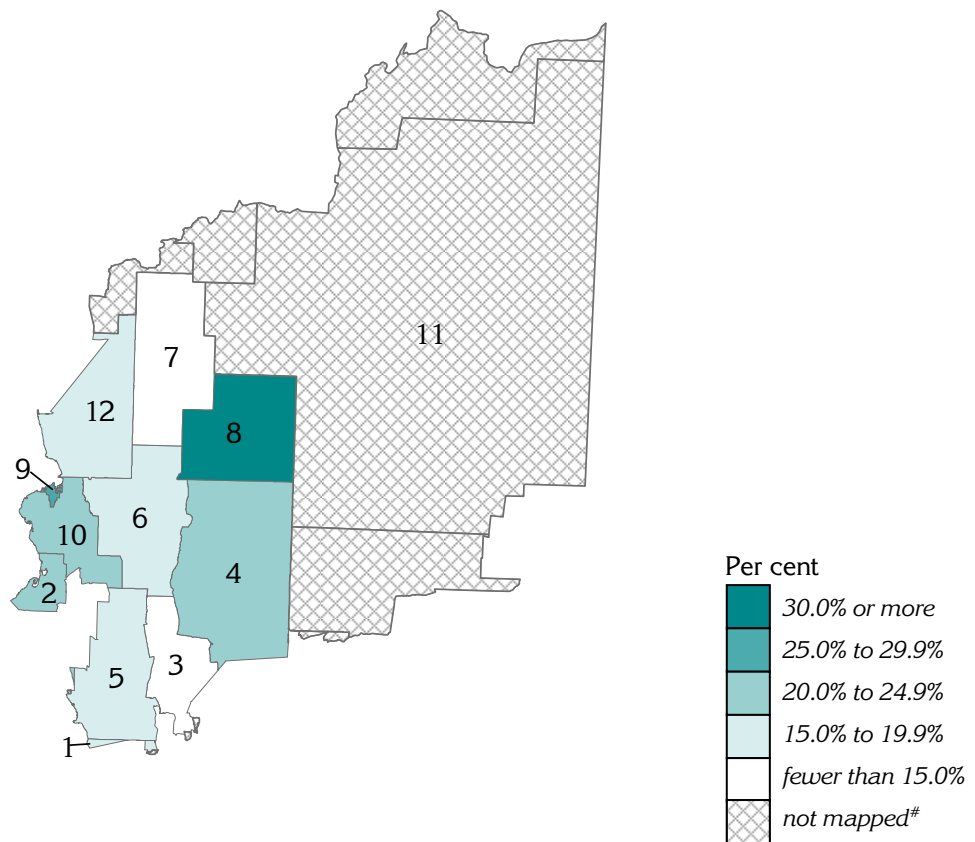 11
7
12
8
9
6
10
4
2
3
5
1
Per cent
30.0% or more
25.0% to 29.9%
20.0% to 24.9%
15.0% to 19.9%
fewer than 15.0%
not mapped#